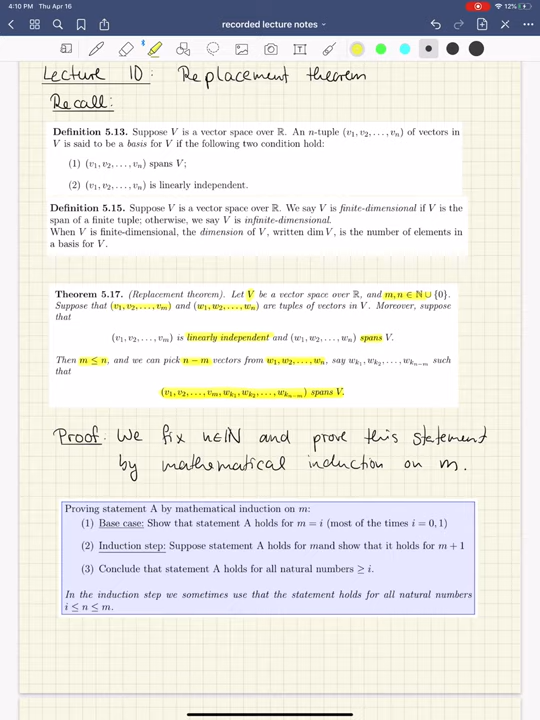 4:10 PM Thu Apr 16
12%
recorded lecture notes
Lecture 10: Replacement theorem
Recall:
Definition 5.13. Suppose V is a vector space over ℝ. An n-tuple (v₁, v₂, . . . , vₙ) of vectors in
V is said to be a basis for V if the following two condition hold:
(1) (v₁, v₂, . . . , vₙ) spans V;
(2) (v₁, v₂, . . . , vₙ) is linearly independent.
Definition 5.15. Suppose V is a vector space over ℝ. We say V is finite-dimensional if V is the
span of a finite tuple; otherwise, we say V is infinite-dimensional.
When V is finite-dimensional, the dimension of V, written dim V, is the number of elements in
a basis for V.
Theorem 5.17. (Replacement theorem). Let V be a vector space over ℝ, and m, n ∈ ℕ ∪ {0}.
Suppose that (v₁, v₂, . . . , vₘ) and (w₁, w₂, . . . , wₙ) are tuples of vectors in V. Moreover, suppose
that
(v₁, v₂, . . . , vₘ) is linearly independent and (w₁, w₂, . . . , wₙ) spans V.
Then m ≤ n, and we can pick n − m vectors from w₁, w₂, . . . , wₙ, say wₖ₁, wₖ₂, . . . , wₖₙ₋ₘ such
that
(v₁, v₂, . . . , vₘ, wₖ₁, wₖ₂, . . . , wₖₙ₋ₘ) spans V.
Proof. We fix n∈ℕ and prove this statement
by mathematical induction on m.
Proving statement A by mathematical induction on m:
(1) Base case: Show that statement A holds for m = i (most of the times i = 0, 1)
(2) Induction step: Suppose statement A holds for mand show that it holds for m + 1
(3) Conclude that statement A holds for all natural numbers ≥ i.
In the induction step we sometimes use that the statement holds for all natural numbers
i ≤ n ≤ m.